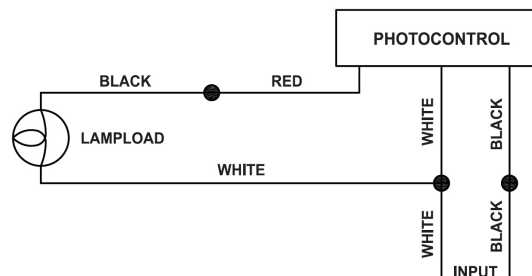 PHOTOCONTROL
BLACK
RED
LAMPLOAD
WHITE
WHITE
BLACK
WHITE
BLACK
INPUT